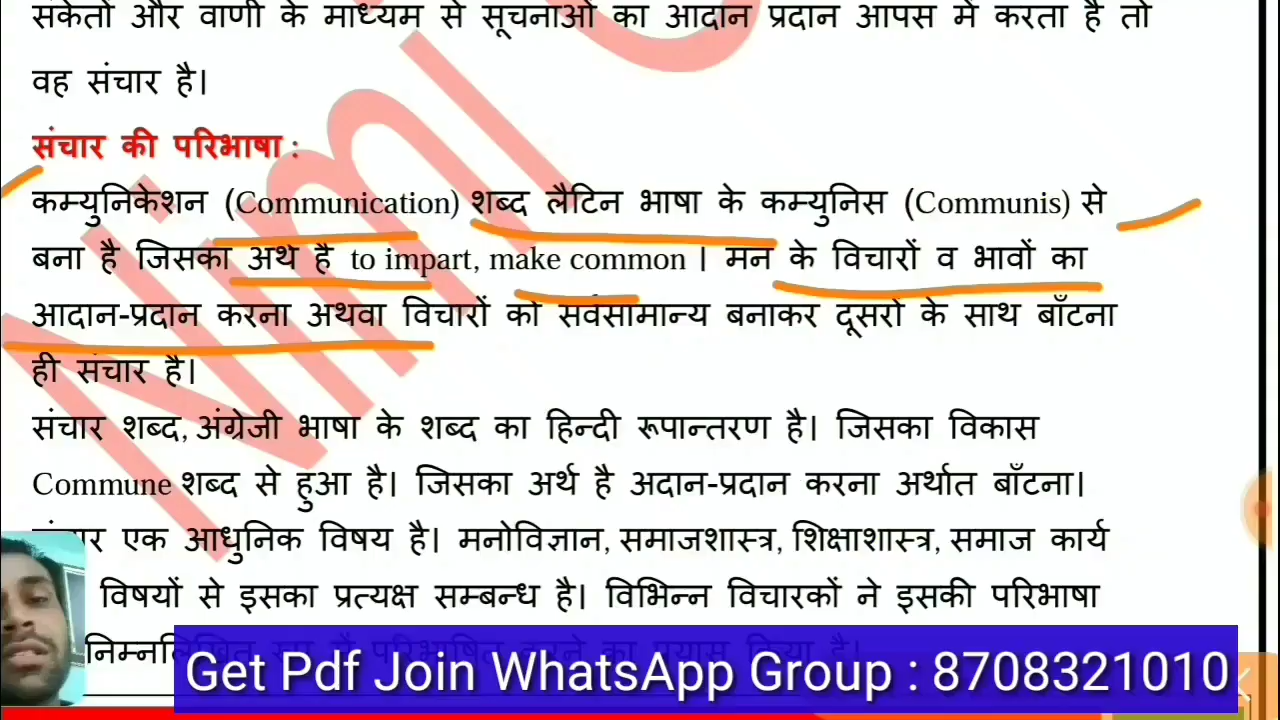 संकेतों और वाणी के माध्यम से सूचनाओं का आदान प्रदान आपस में करता है तो
वह संचार है।
संचार की परिभाषा :
कम्युनिकेशन (Communication) शब्द लैटिन भाषा के कम्युनिस (Communis) से
बना है जिसका अर्थ है to impart, make common । मन के विचारों व भावों का
आदान-प्रदान करना अथवा विचारों को सर्वसामान्य बनाकर दूसरों के साथ बाँटना
ही संचार है।
संचार शब्द, अंग्रेजी भाषा के शब्द का हिन्दी रूपान्तरण है। जिसका विकास
Commune शब्द से हुआ है। जिसका अर्थ है अदान-प्रदान करना अर्थात बाँटना।
एक आधुनिक विषय है। मनोविज्ञान, समाजशास्त्र, शिक्षाशास्त्र, समाज कार्य
विषयों से इसका प्रत्यक्ष सम्बन्ध है। विभिन्न विचारकों ने इसकी परिभाषा
Get Pdf Join WhatsApp Group : 8708321010